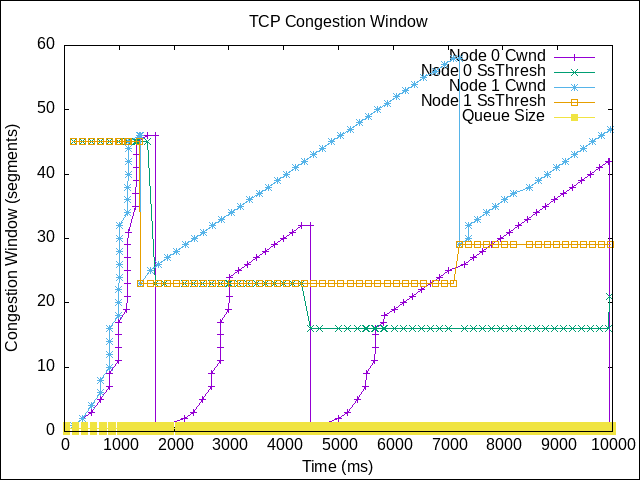 TCP Congestion Window
60
50
40
30
20
10
0
Congestion Window (segments)
Node 0 Cwnd
Node 0 SsThresh
Node 1 Cwnd
Node 1 SsThresh
Queue Size
0 1000 2000 3000 4000 5000 6000 7000 8000 9000 10000
Time (ms)